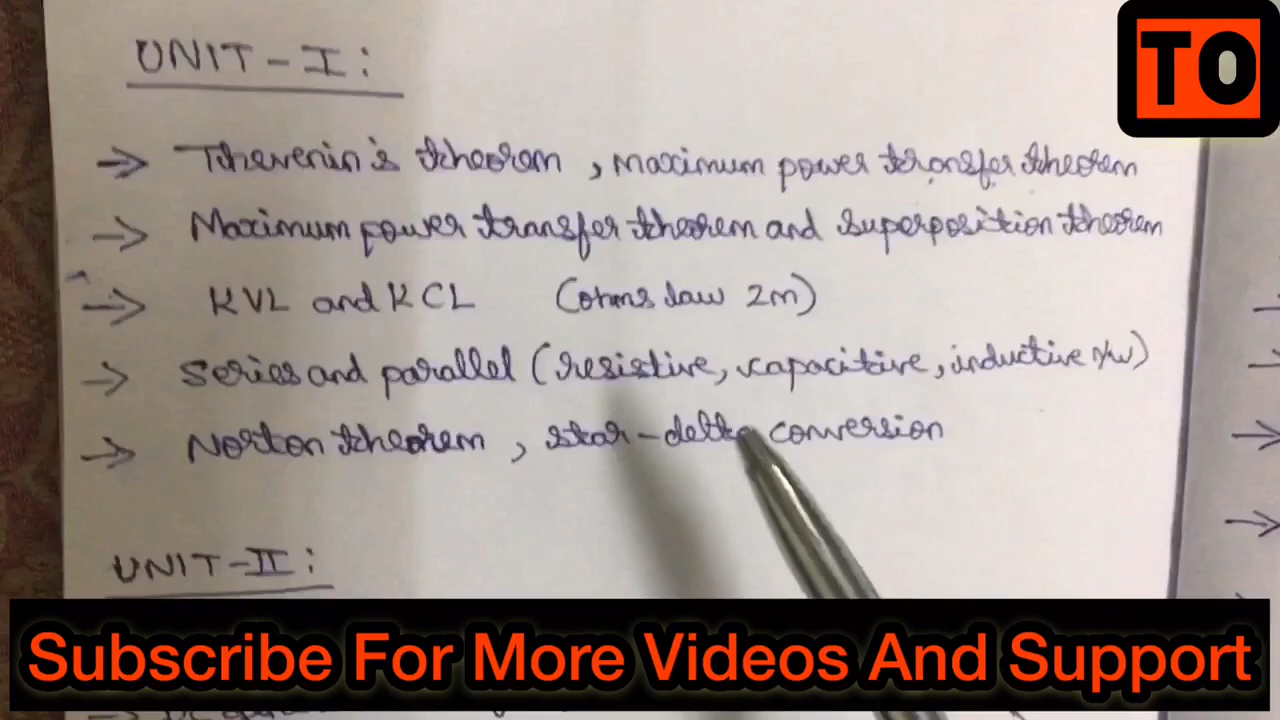 TO
UNIT-I:
→ Thevenin's theorem, Maximum power transfer theorem
→ Maximum power transfer theorem and Superposition theorem
→ KVL and KCL (ohms law 2m)
→ Series and parallel (resistive, capacitive, inductive n/w)
→ Norton theorem, star-delta conversion
UNIT-II:
Subscribe For More Videos And Support